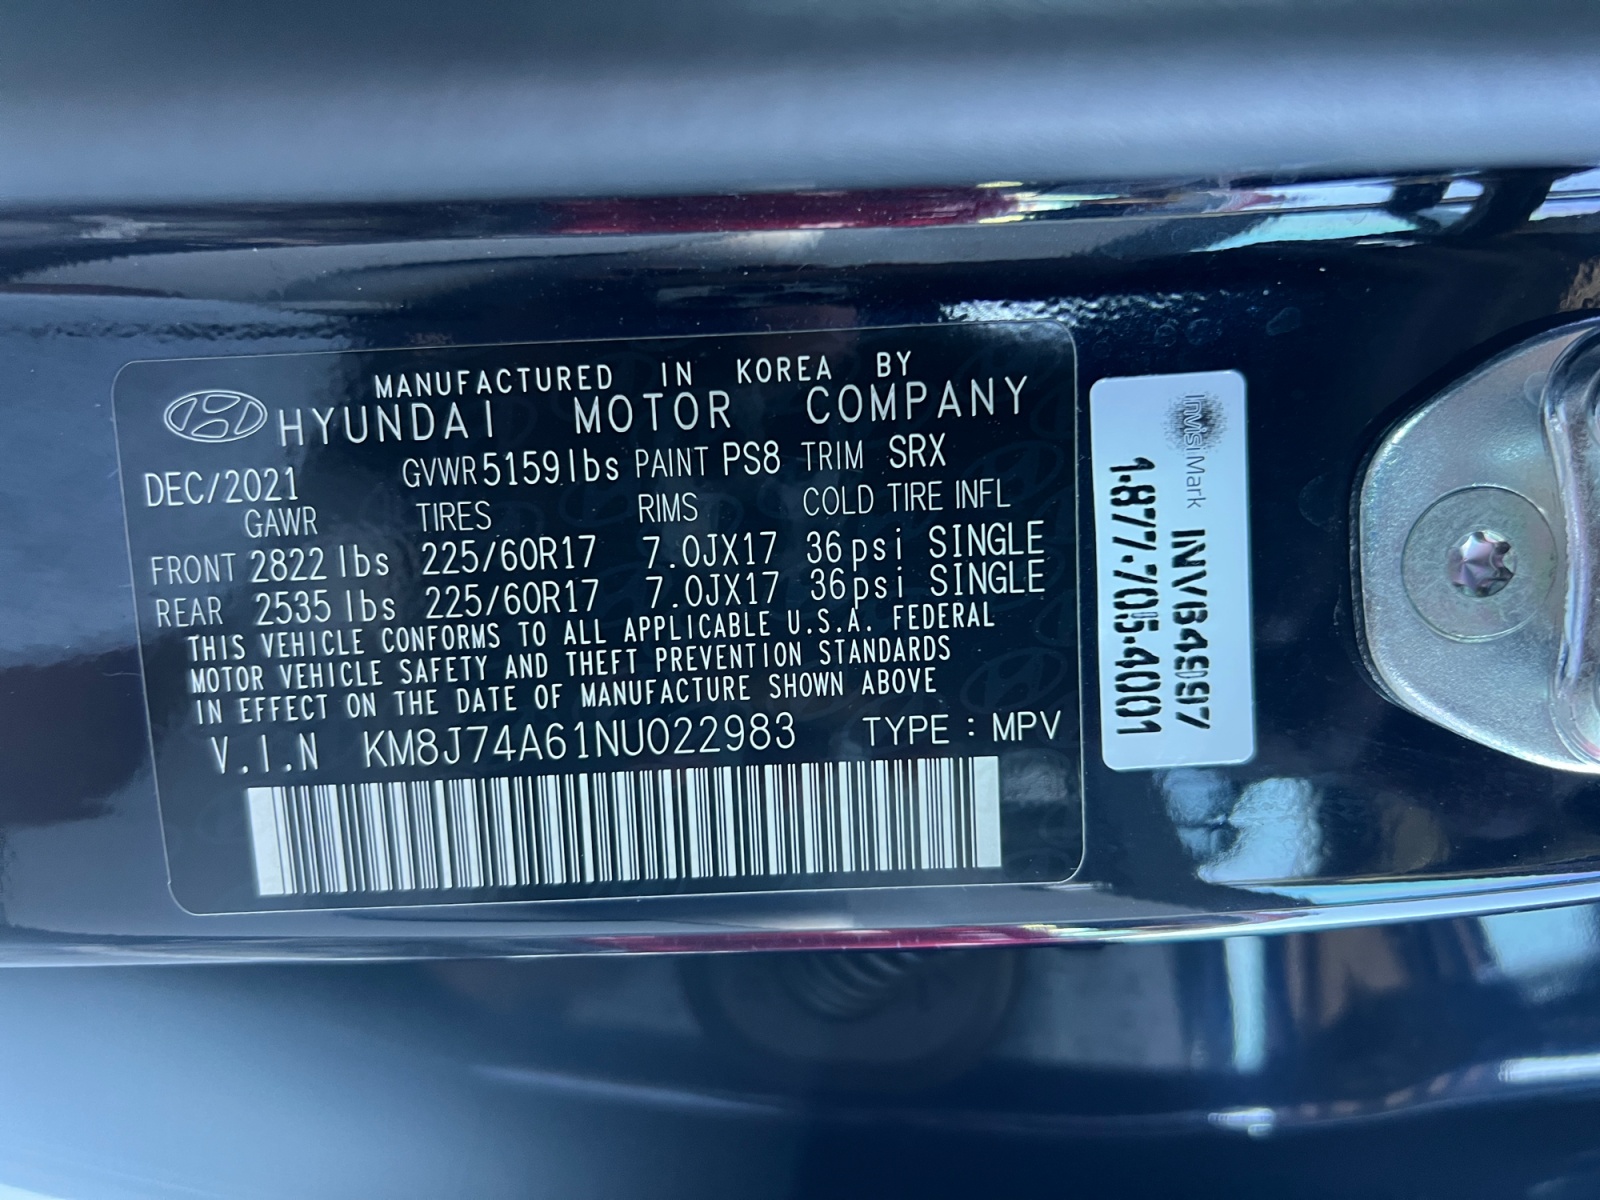 MANUFACTURED IN KOREA BY
HYUNDAI MOTOR COMPANY
DEC/2021 GVWR 5159 lbs PAINT PS8 TRIM SRX
GAWR TIRES RIMS COLD TIRE INFL
FRONT 2822 lbs 225/60R17 7.0JX17 36psi SINGLE
REAR 2535 lbs 225/60R17 7.0JX17 36psi SINGLE
THIS VEHICLE CONFORMS TO ALL APPLICABLE U.S.A. FEDERAL
MOTOR VEHICLE SAFETY AND THEFT PREVENTION STANDARDS
IN EFFECT ON THE DATE OF MANUFACTURE SHOWN ABOVE
V.I.N KM8J74A61NU022983 TYPE : MPV
InvisiMark INV84S097
1·877·705·4001